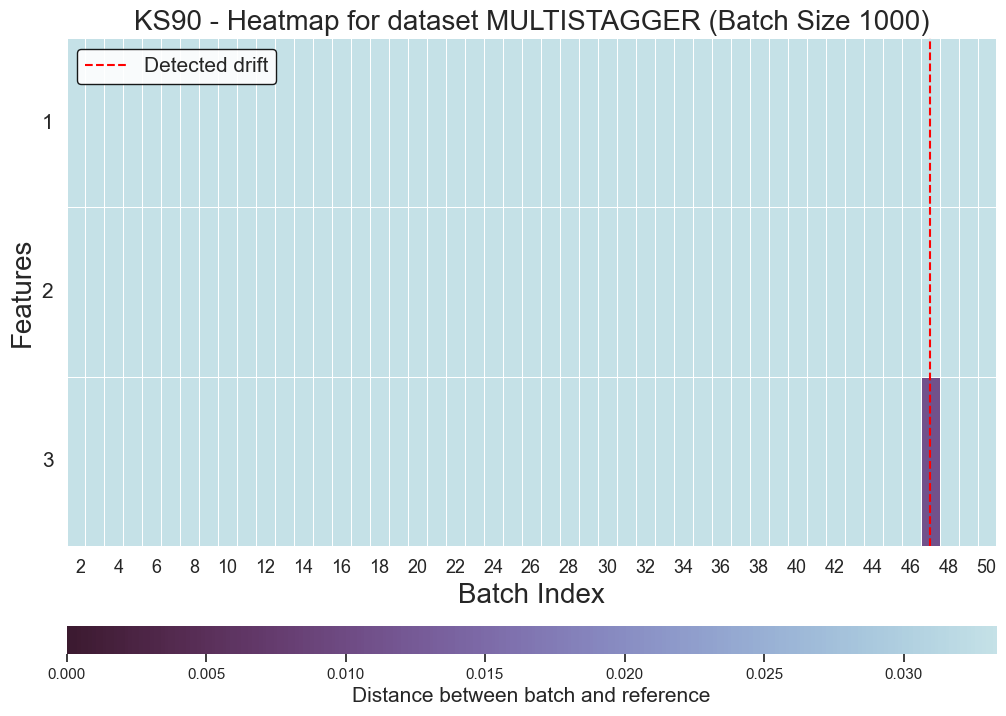 KS90 - Heatmap for dataset MULTISTAGGER (Batch Size 1000)
Detected drift
1
2
3
Features
2 4 6 8 10 12 14 16 18 20 22 24 26 28 30 32 34 36 38 40 42 44 46 48 50
Batch Index
0.000 0.005 0.010 0.015 0.020 0.025 0.030
Distance between batch and reference